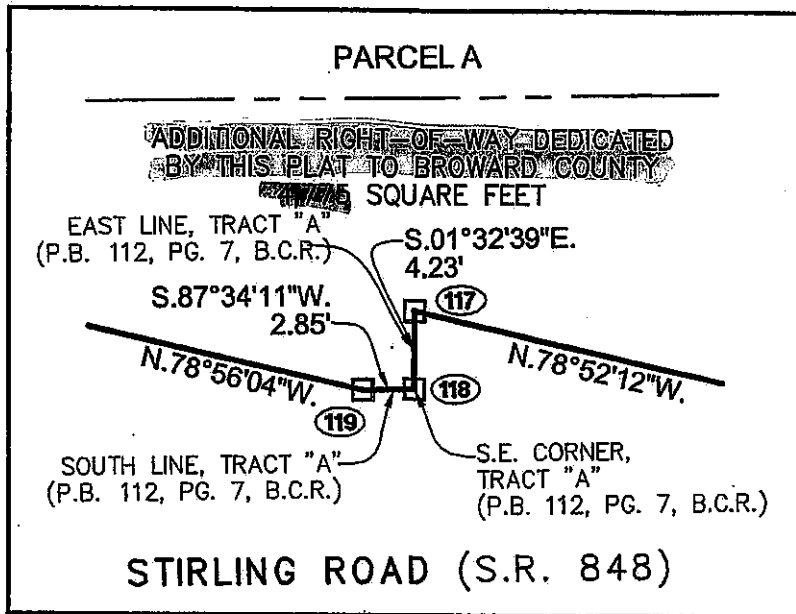 PARCEL A
ADDITIONAL RIGHT-OF-WAY DEDICATED
BY THIS PLAT TO BROWARD COUNTY
SQUARE FEET
EAST LINE, TRACT "A"
(P.B. 112, PG. 7, B.C.R.)
S.01°32'39"E.
4.23'
S.87°34'11"W.
2.85'
117
N.78°56'04"W.
N.78°52'12"W.
119
118
SOUTH LINE, TRACT "A"
(P.B. 112, PG. 7, B.C.R.)
S.E. CORNER,
TRACT "A"
(P.B. 112, PG. 7, B.C.R.)
STIRLING ROAD (S.R. 848)